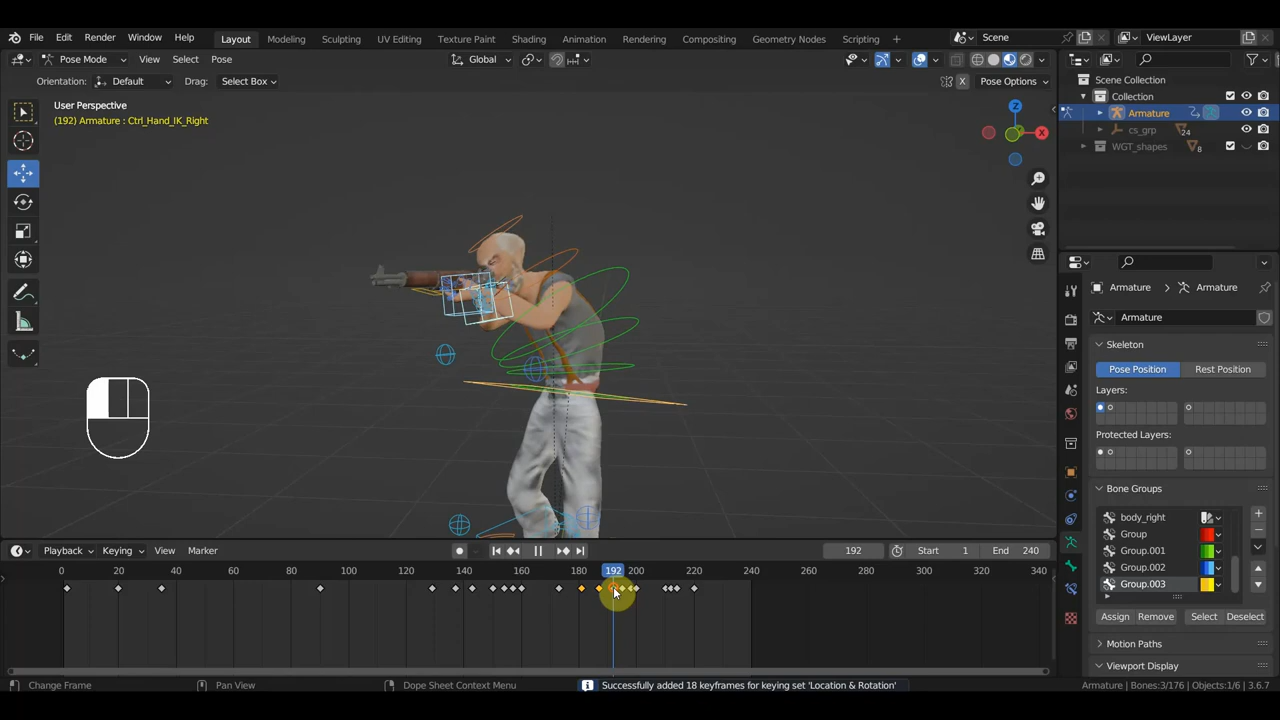 File Edit Render Window Help Layout Modeling Sculpting UV Editing Texture Paint Shading Animation Rendering Compositing Geometry Nodes Scripting + Scene ViewLayer
Pose Mode View Select Pose Global
Orientation: Default Drag: Select Box X Pose Options
Scene Collection
Collection
Armature
cs_grp 24
WGT_shapes 8
User Perspective
(192) Armature : Ctrl_Hand_IK_Right
Z
X
Armature > Armature
Armature
Skeleton
Pose Position Rest Position
Layers:
Protected Layers:
Bone Groups
body_right
Group
Group.001
Group.002
Group.003
Assign Remove Select Deselect
Motion Paths
Viewport Display
Playback Keying View Marker 192 Start 1 End 240
0 20 40 60 80 100 120 140 160 180 192 200 220 240 260 280 300 320 340
Change Frame Pan View Dope Sheet Context Menu Successfully added 18 keyframes for keying set 'Location & Rotation' Armature | Bones:3/176 | Objects:1/6 | 3.6.7